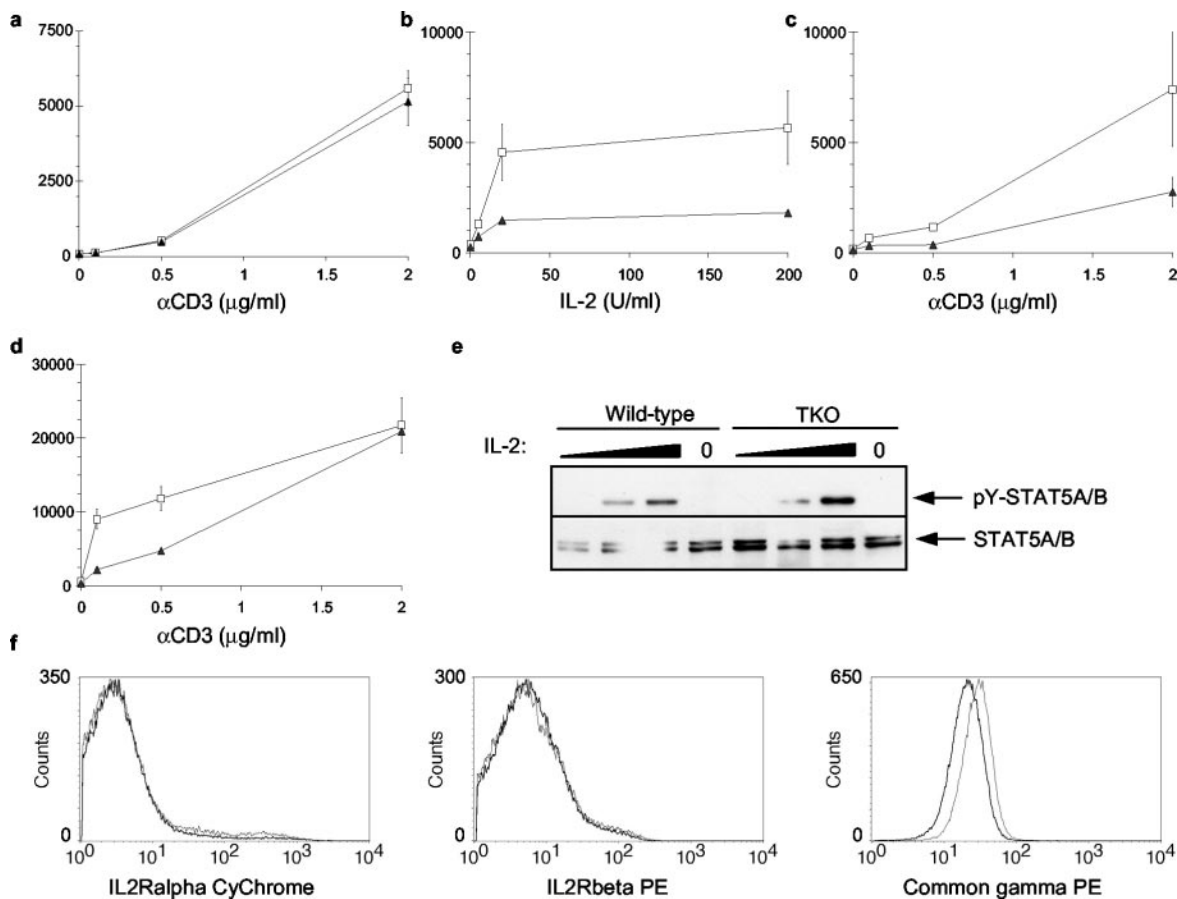 a
7500
5000
2500
0
0 0.5 1 1.5 2
αCD3 (μg/ml)
b
10000
5000
0
0 50 100 150 200
IL-2 (U/ml)
c
10000
8000
6000
4000
2000
0
0 0.5 1 1.5 2
αCD3 (μg/ml)
d
30000
20000
10000
0
0 0.5 1 1.5 2
αCD3 (μg/ml)
e
Wild-type TKO
IL-2: 0 0
pY-STAT5A/B
STAT5A/B
f
350
Counts
0
10⁰ 10¹ 10² 10³ 10⁴
IL2Ralpha CyChrome
300
Counts
0
10⁰ 10¹ 10² 10³ 10⁴
IL2Rbeta PE
650
Counts
0
10⁰ 10¹ 10² 10³ 10⁴
Common gamma PE